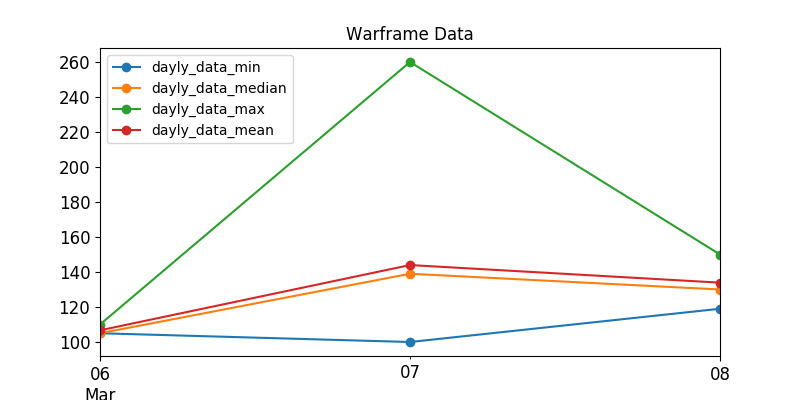 Warframe Data
dayly_data_min
dayly_data_median
dayly_data_max
dayly_data_mean
260
240
220
200
180
160
140
120
100
06 07 08
Mar